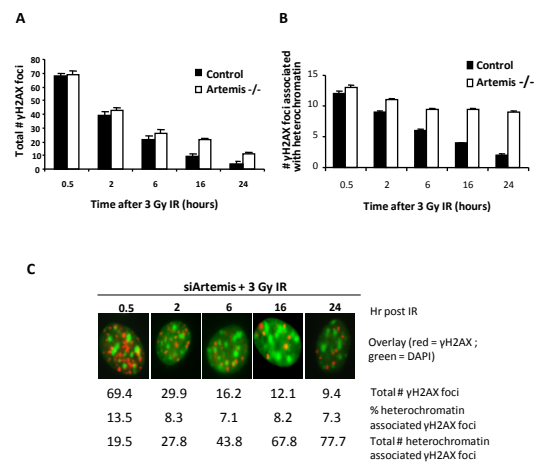 A
80
70
60
50
40
30
20
10
0
Total # γH2AX foci
Control
Artemis -/-
0.5 2 6 16 24
Time after 3 Gy IR (hours)
B
15
10
5
0
# γH2AX foci associated
with heterochromatin
Control
Artemis -/-
0.5 2 6 16 24
Time after 3 Gy IR (hours)
C
siArtemis + 3 Gy IR
0.5 2 6 16 24 Hr post IR
Overlay (red = γH2AX ;
green = DAPI)
69.4 29.9 16.2 12.1 9.4 Total # γH2AX foci
13.5 8.3 7.1 8.2 7.3 % heterochromatin
associated γH2AX foci
19.5 27.8 43.8 67.8 77.7 Total # heterochromatin
associated γH2AX foci